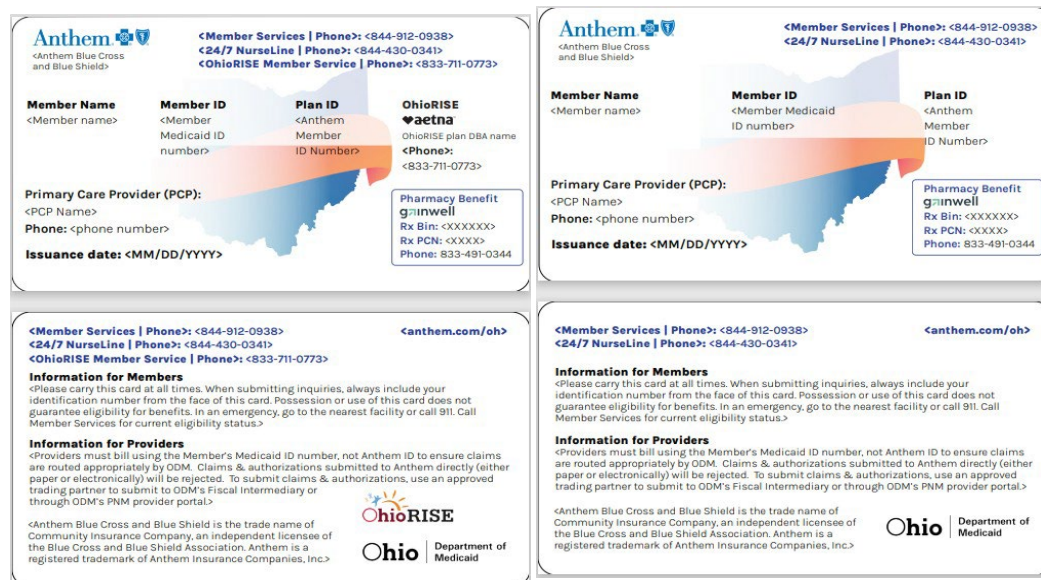 Anthem
<Anthem Blue Cross
and Blue Shield>
<Member Services | Phone>: <844-912-0938>
<24/7 NurseLine | Phone>: <844-430-0341>
<OhioRISE Member Service | Phone>: <833-711-0773>
Member Name
<Member name>
Member ID
<Member
Medicaid ID
number>
Plan ID
<Anthem
Member
ID Number>
OhioRISE
aetna
OhioRISE plan DBA name
<Phone>:
<833-711-0773>
Primary Care Provider (PCP):
<PCP Name>
Phone: <phone number>
Issuance date: <MM/DD/YYYY>
Pharmacy Benefit
gainwell
Rx Bin: <XXXXXX>
Rx PCN: <XXXX>
Phone: 833-491-0344
Anthem
<Anthem Blue Cross
and Blue Shield>
<Member Services | Phone>: <844-912-0938>
<24/7 NurseLine | Phone>: <844-430-0341>
Member Name
<Member name>
Member ID
<Member Medicaid
ID number>
Plan ID
<Anthem
Member
ID Number>
Primary Care Provider (PCP):
<PCP Name>
Phone: <phone number>
Issuance date: <MM/DD/YYYY>
Pharmacy Benefit
gainwell
Rx Bin: <XXXXXX>
Rx PCN: <XXXX>
Phone: 833-491-0344
<Member Services | Phone>: <844-912-0938>
<24/7 NurseLine | Phone>: <844-430-0341>
<OhioRISE Member Service | Phone>: <833-711-0773>
<anthem.com/oh>
Information for Members
<Please carry this card at all times. When submitting inquiries, always include your
identification number from the face of this card. Possession or use of this card does not
guarantee eligibility for benefits. In an emergency, go to the nearest facility or call 911. Call
Member Services for current eligibility status.>
Information for Providers
<Providers must bill using the Member's Medicaid ID number, not Anthem ID to ensure claims
are routed appropriately by ODM. Claims & authorizations submitted to Anthem directly (either
paper or electronically) will be rejected. To submit claims & authorizations, use an approved
trading partner to submit to ODM's Fiscal Intermediary or
through ODM's PNM provider portal.>
<Anthem Blue Cross and Blue Shield is the trade name of
Community Insurance Company, an independent licensee of
the Blue Cross and Blue Shield Association. Anthem is a
registered trademark of Anthem Insurance Companies, Inc.>
OhioRISE
Ohio
Department of
Medicaid
<Member Services | Phone>: <844-912-0938>
<24/7 NurseLine | Phone>: <844-430-0341>
<anthem.com/oh>
Information for Members
<Please carry this card at all times. When submitting inquiries, always include your
identification number from the face of this card. Possession or use of this card does not
guarantee eligibility for benefits. In an emergency, go to the nearest facility or call 911. Call
Member Services for current eligibility status.>
Information for Providers
<Providers must bill using the Member's Medicaid ID number, not Anthem ID to ensure claims
are routed appropriately by ODM. Claims & authorizations submitted to Anthem directly (either
paper or electronically) will be rejected. To submit claims & authorizations, use an approved
trading partner to submit to ODM's Fiscal Intermediary or through ODM's PNM provider portal.>
<Anthem Blue Cross and Blue Shield is the trade name of
Community Insurance Company, an independent licensee of
the Blue Cross and Blue Shield Association. Anthem is a
registered trademark of Anthem Insurance Companies, Inc.>
Ohio
Department of
Medicaid